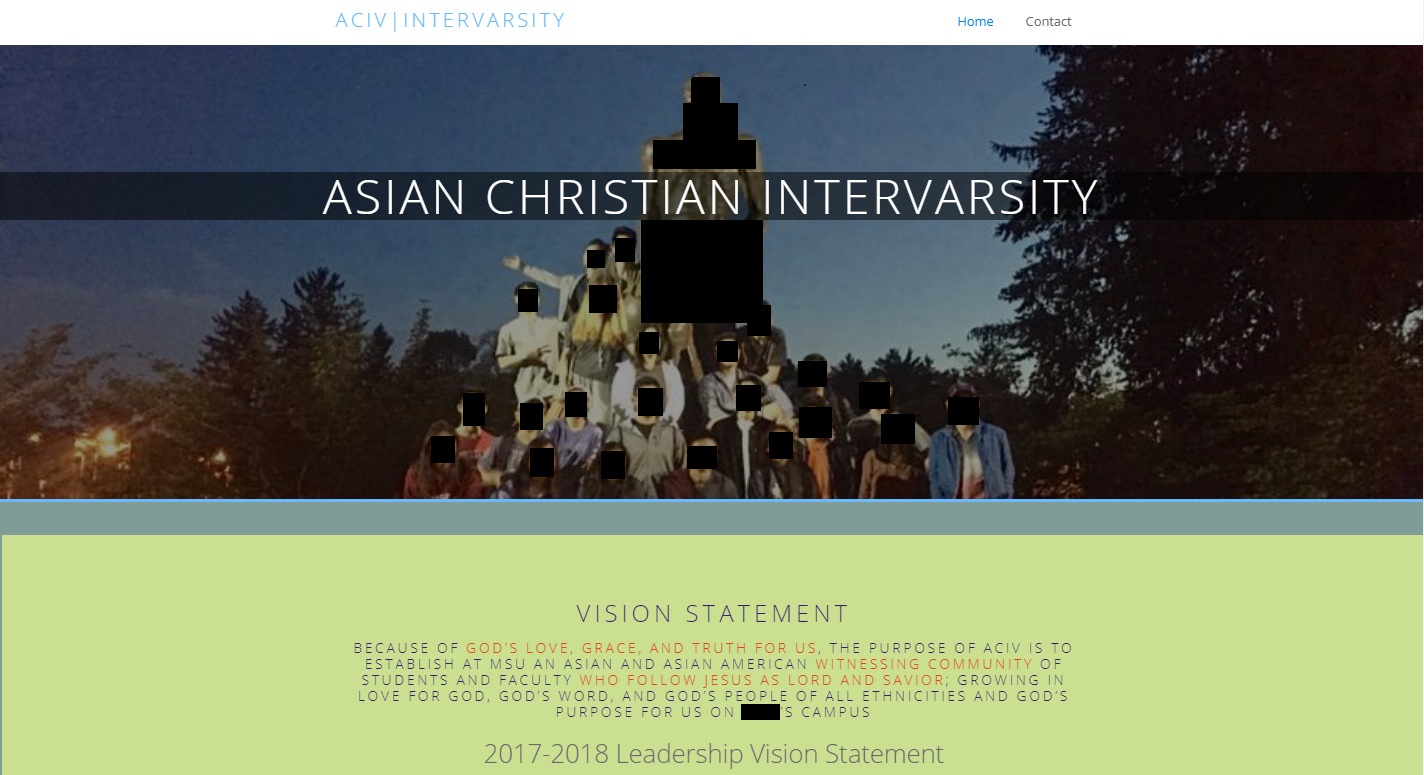 ACIV|INTERVARSITY
Home Contact
ASIAN CHRISTIAN INTERVARSITY
VISION STATEMENT
BECAUSE OF GOD'S LOVE, GRACE, AND TRUTH FOR US, THE PURPOSE OF ACIV IS TO
ESTABLISH AT MSU AN ASIAN AND ASIAN AMERICAN WITNESSING COMMUNITY OF
STUDENTS AND FACULTY WHO FOLLOW JESUS AS LORD AND SAVIOR; GROWING IN
LOVE FOR GOD, GOD'S WORD, AND GOD'S PEOPLE OF ALL ETHNICITIES AND GOD'S
PURPOSE FOR US ON 'S CAMPUS
2017-2018 Leadership Vision Statement